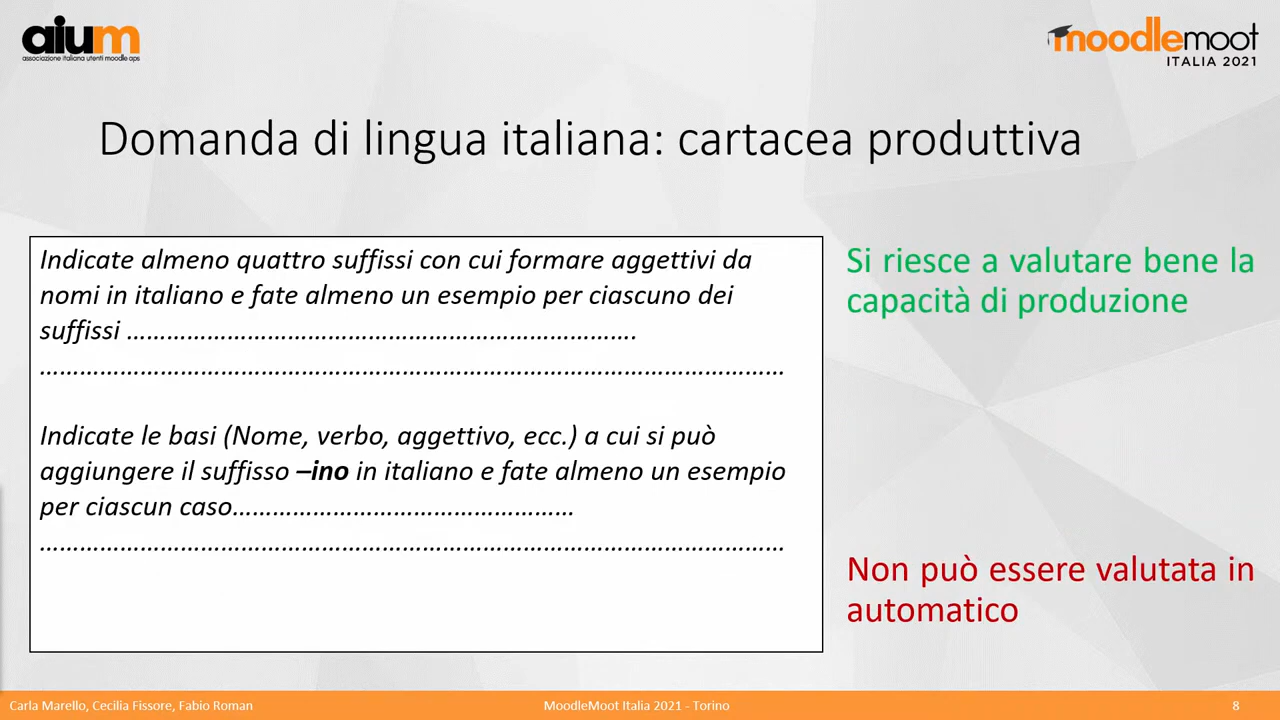 aium
associazione italiana utenti moodle aps
moodlemoot
ITALIA 2021
Domanda di lingua italiana: cartacea produttiva
Indicate almeno quattro suffissi con cui formare aggettivi da
nomi in italiano e fate almeno un esempio per ciascuno dei
suffissi ………………………………………………………………….
…………………………………………………………………………………………………
Indicate le basi (Nome, verbo, aggettivo, ecc.) a cui si può
aggiungere il suffisso –ino in italiano e fate almeno un esempio
per ciascun caso……………………………………………
…………………………………………………………………………………………………
Si riesce a valutare bene la
capacità di produzione
Non può essere valutata in
automatico
Carla Marello, Cecilia Fissore, Fabio Roman
MoodleMoot Italia 2021 - Torino
8